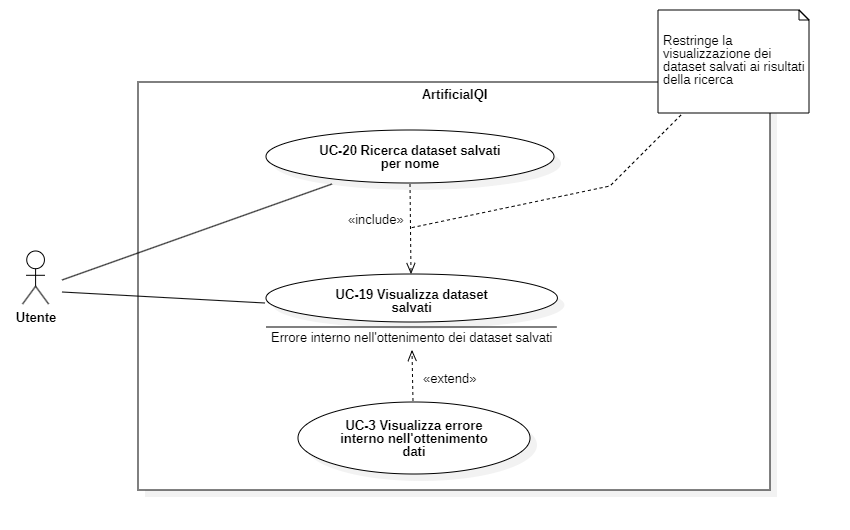 Restringe la
visualizzazione dei
dataset salvati ai risultati
della ricerca
ArtificialQI
UC-20 Ricerca dataset salvati
per nome
«include»
UC-19 Visualizza dataset
salvati
Utente
Errore interno nell'ottenimento dei dataset salvati
«extend»
UC-3 Visualizza errore
interno nell'ottenimento
dati